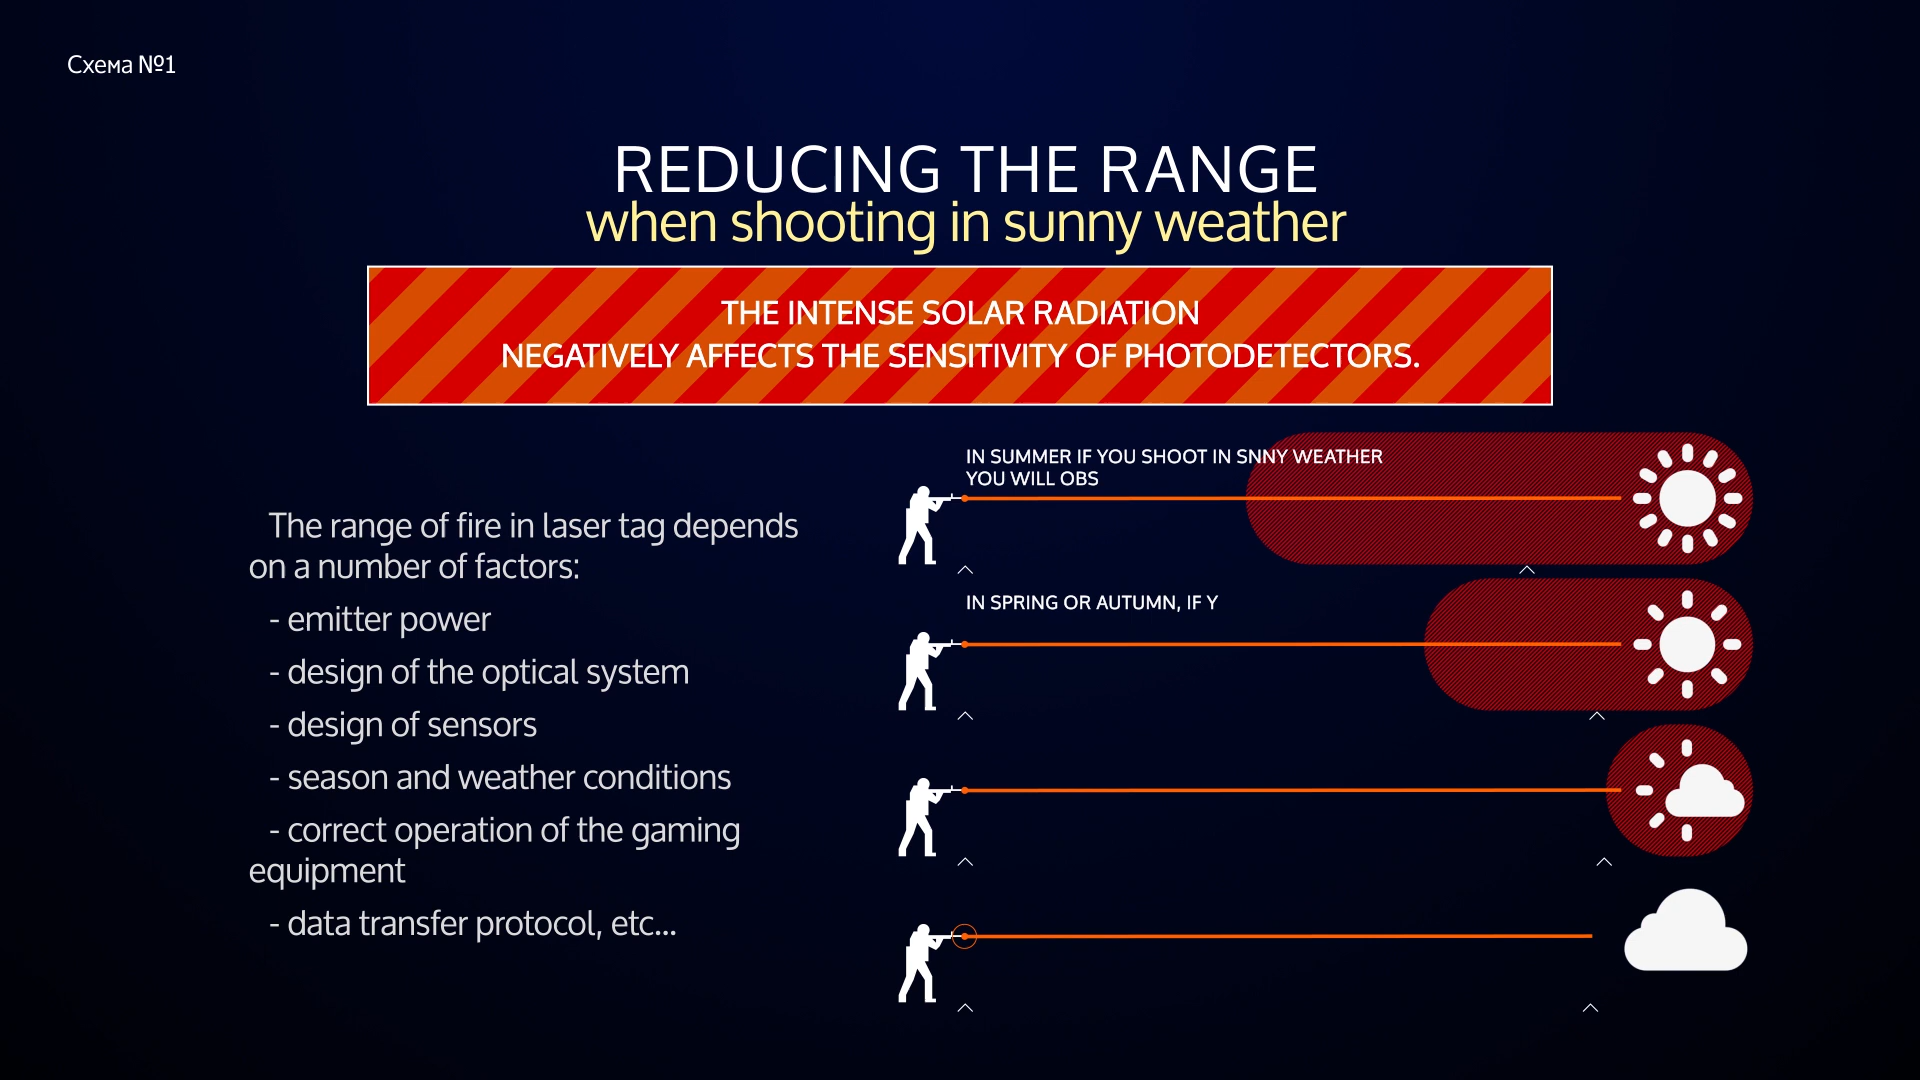 Схема №1
REDUCING THE RANGE
when shooting in sunny weather
THE INTENSE SOLAR RADIATION
NEGATIVELY AFFECTS THE SENSITIVITY OF PHOTODETECTORS.
The range of fire in laser tag depends
on a number of factors:
- emitter power
- design of the optical system
- design of sensors
- season and weather conditions
- correct operation of the gaming
equipment
- data transfer protocol, etc...
IN SUMMER IF YOU SHOOT IN SNNY WEATHER
YOU WILL OBS
IN SPRING OR AUTUMN, IF Y